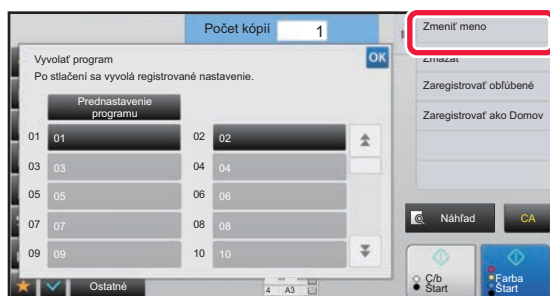 Počet kópií 1
Vyvolať program
OK
Po stlačení sa vyvolá registrované nastavenie.
Prednastavenie
programu
01 01 02 02
03 03 04 04
05 05 06 06
07 07 08 08
09 09 10 10
Zmeniť meno
Zmazať
Zaregistrovať obľúbené
Zaregistrovať ako Domov
Náhľad
CA
Ostatné
4 A3
Č/b
Štart
Farba
Štart